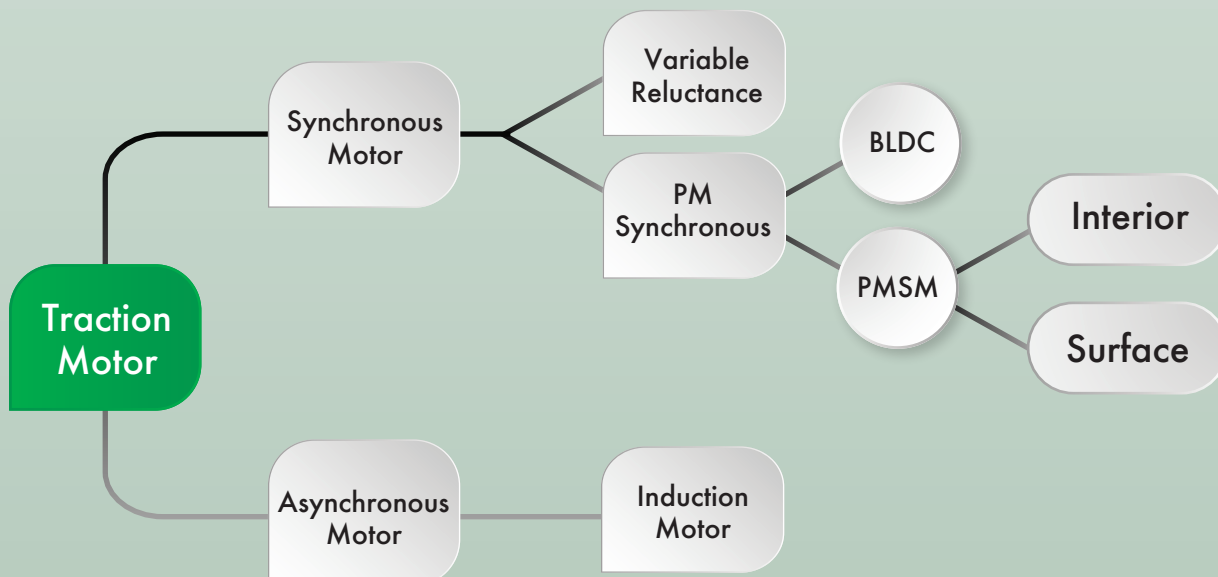 Variable
Reluctance
Synchronous
Motor
BLDC
PM
Synchronous
Interior
PMSM
Traction
Motor
Surface
Asynchronous
Motor
Induction
Motor